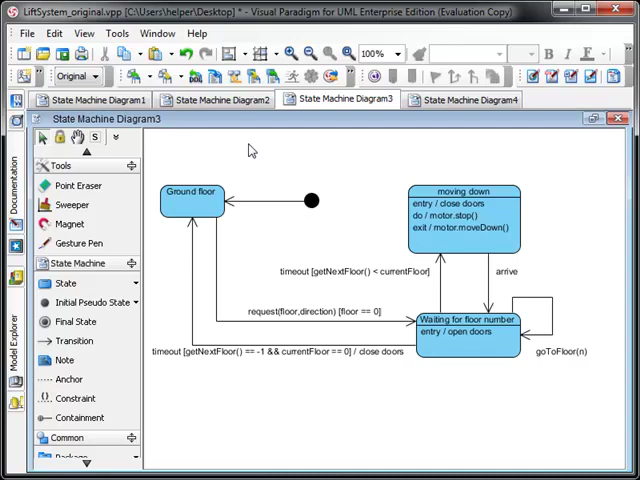 LiftSystem_original.vpp [C:\Users\helper\Desktop] * - Visual Paradigm for UML Enterprise Edition (Evaluation Copy)
File Edit View Tools Window Help
100%
B I
Original
State Machine Diagram1
State Machine Diagram2
State Machine Diagram3
State Machine Diagram4
State Machine Diagram3
S
Documentation
Model Explorer
Tools
Point Eraser
Sweeper
Magnet
Gesture Pen
State Machine
State
Initial Pseudo State
Final State
Transition
Note
Anchor
Constraint
Containment
Common
Package
Ground floor
moving down
entry / close doors
do / motor.stop()
exit / motor.moveDown()
timeout [getNextFloor() < currentFloor]
arrive
request(floor,direction) [floor == 0]
Waiting for floor number
entry / open doors
timeout [getNextFloor() == -1 && currentFloor == 0] / close doors
goToFloor(n)